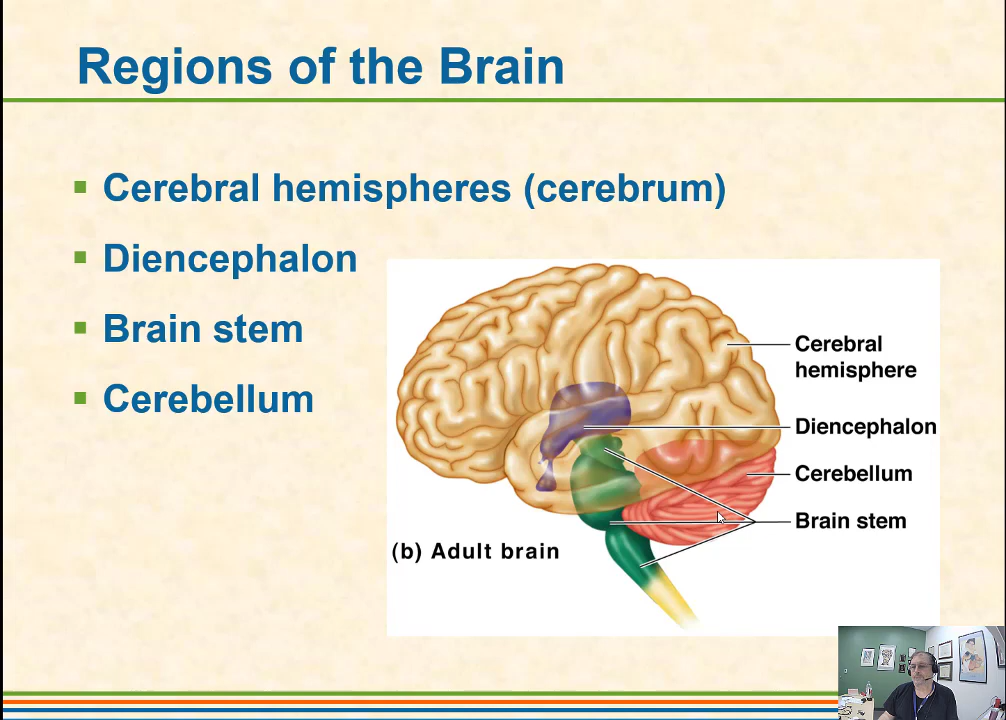 Regions of the Brain
Cerebral hemispheres (cerebrum)
Diencephalon
Brain stem
Cerebellum
Cerebral
hemisphere
Diencephalon
Cerebellum
Brain stem
(b) Adult brain